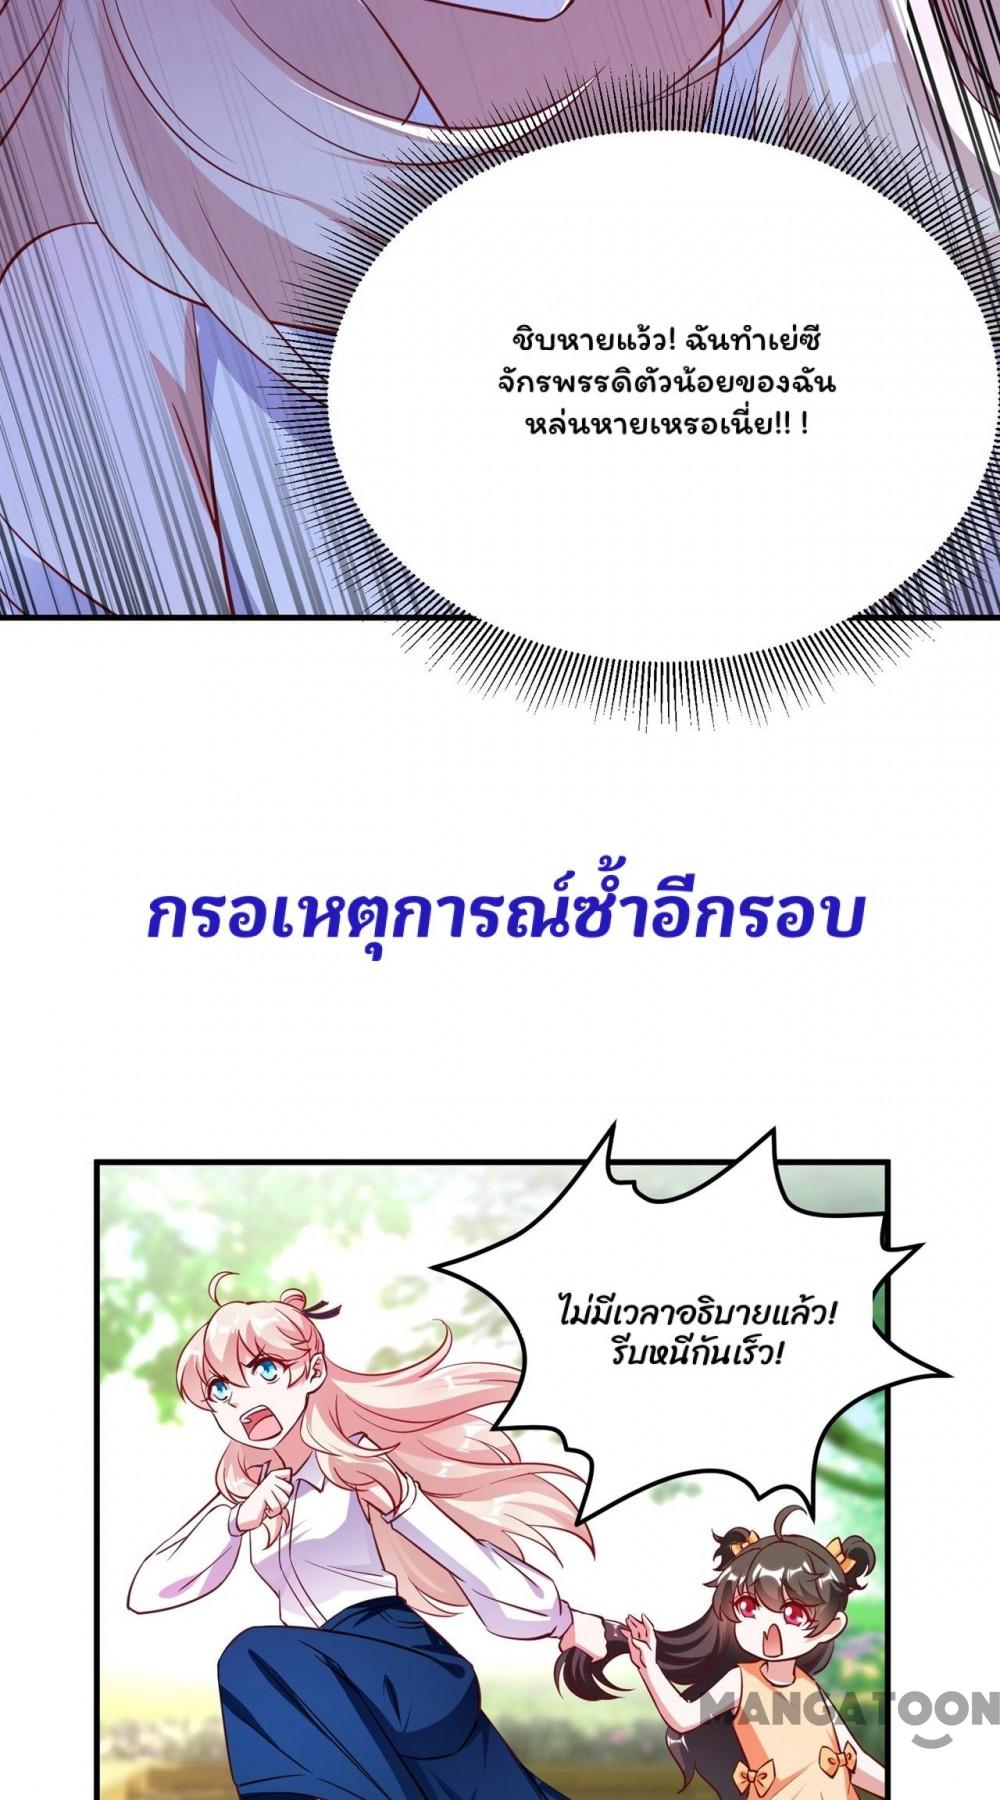 ชิบหายแว้ว! ฉันทำเย่ซี
จักรพรรดิตัวน้อยของฉัน
หล่นหายเหรอเนี่ย!! !
กรอเหตุการณ์ซ้ำอีกรอบ
ไม่มีเวลาอธิบายแล้ว!
รีบหนีกันเร็ว!
MANGATOON